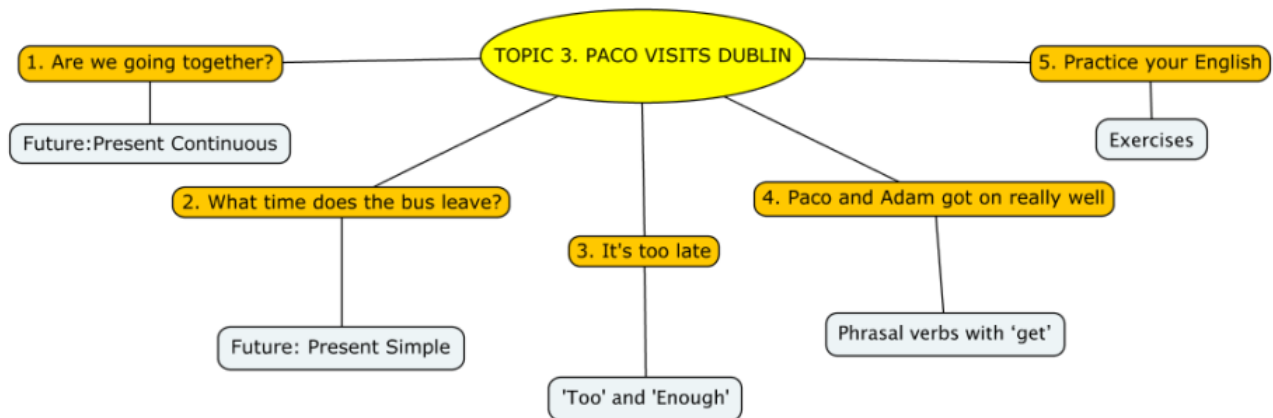 TOPIC 3. PACO VISITS DUBLIN
1. Are we going together?
Future:Present Continuous
2. What time does the bus leave?
Future: Present Simple
3. It's too late
'Too' and 'Enough'
4. Paco and Adam got on really well
Phrasal verbs with ‘get’
5. Practice your English
Exercises